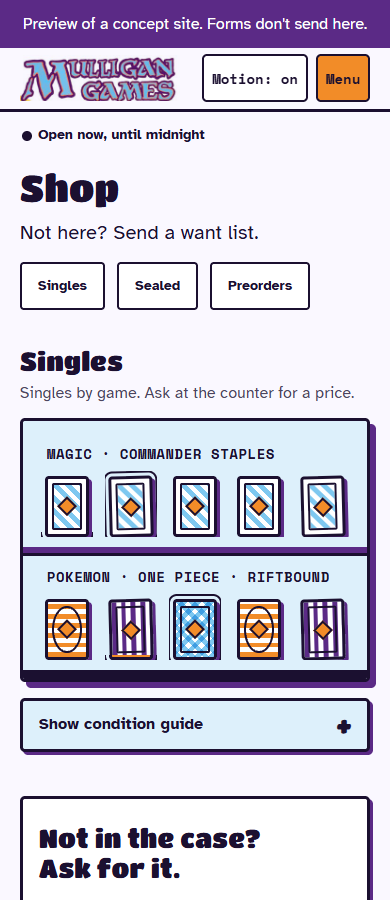 Preview of a concept site. Forms don't send here.
MULLIGAN
GAMES
Motion: on
Menu
Open now, until midnight
Shop
Not here? Send a want list.
Singles
Sealed
Preorders
Singles
Singles by game. Ask at the counter for a price.
MAGIC · COMMANDER STAPLES
POKEMON · ONE PIECE · RIFTBOUND
Show condition guide
Not in the case?
Ask for it.